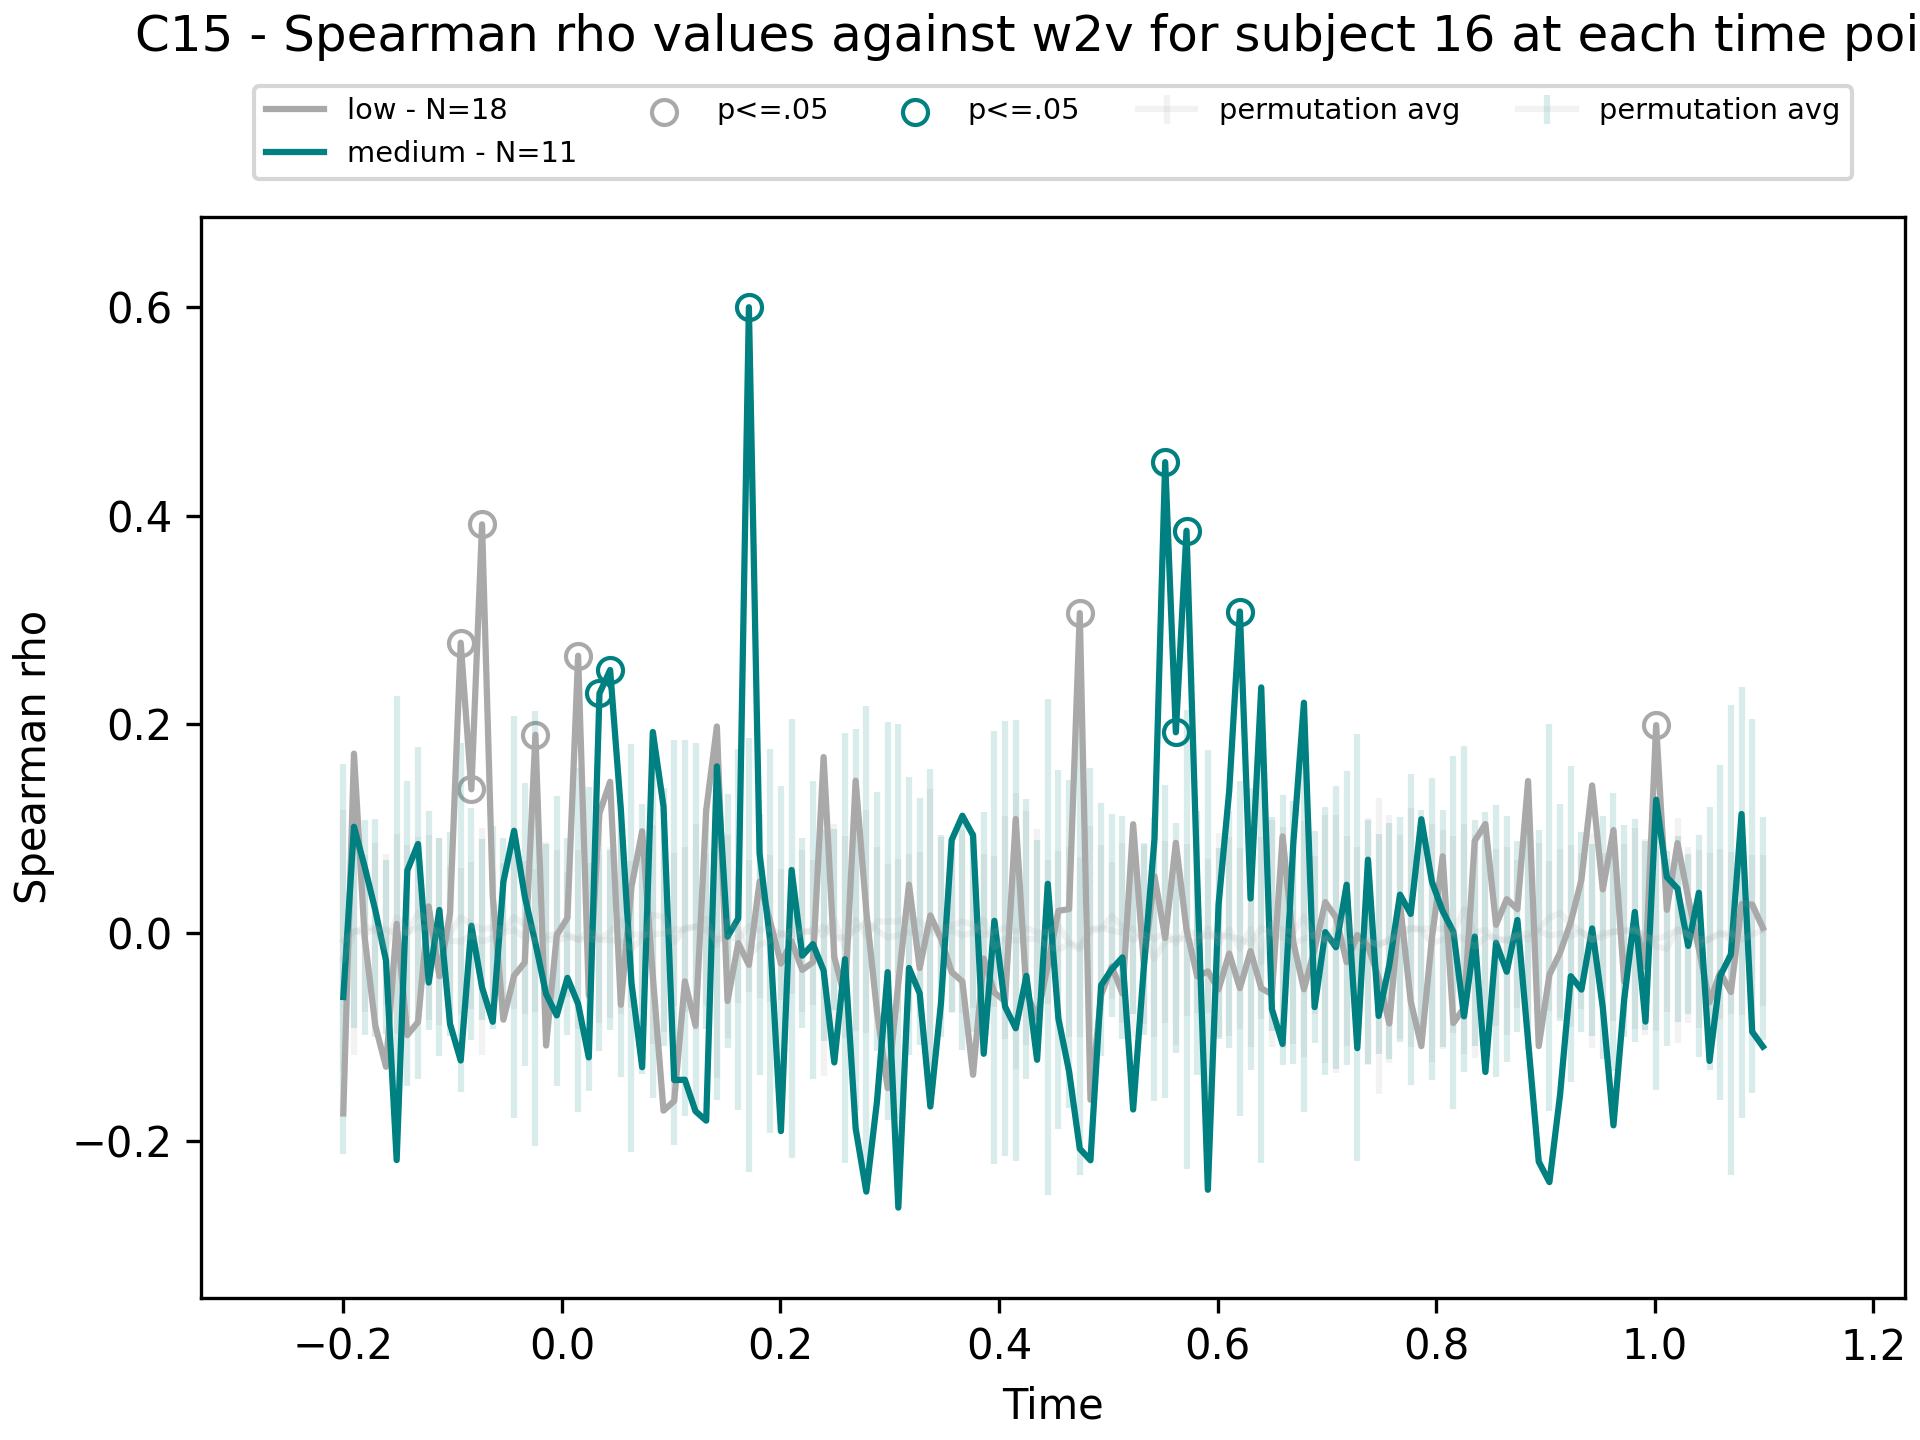 C15 - Spearman rho values against w2v for subject 16 at each time poi
low - N=18
medium - N=11
p<=.05
p<=.05
permutation avg
permutation avg
Spearman rho
0.6
0.4
0.2
0.0
−0.2
−0.2
0.0
0.2
0.4
0.6
0.8
1.0
1.2
Time